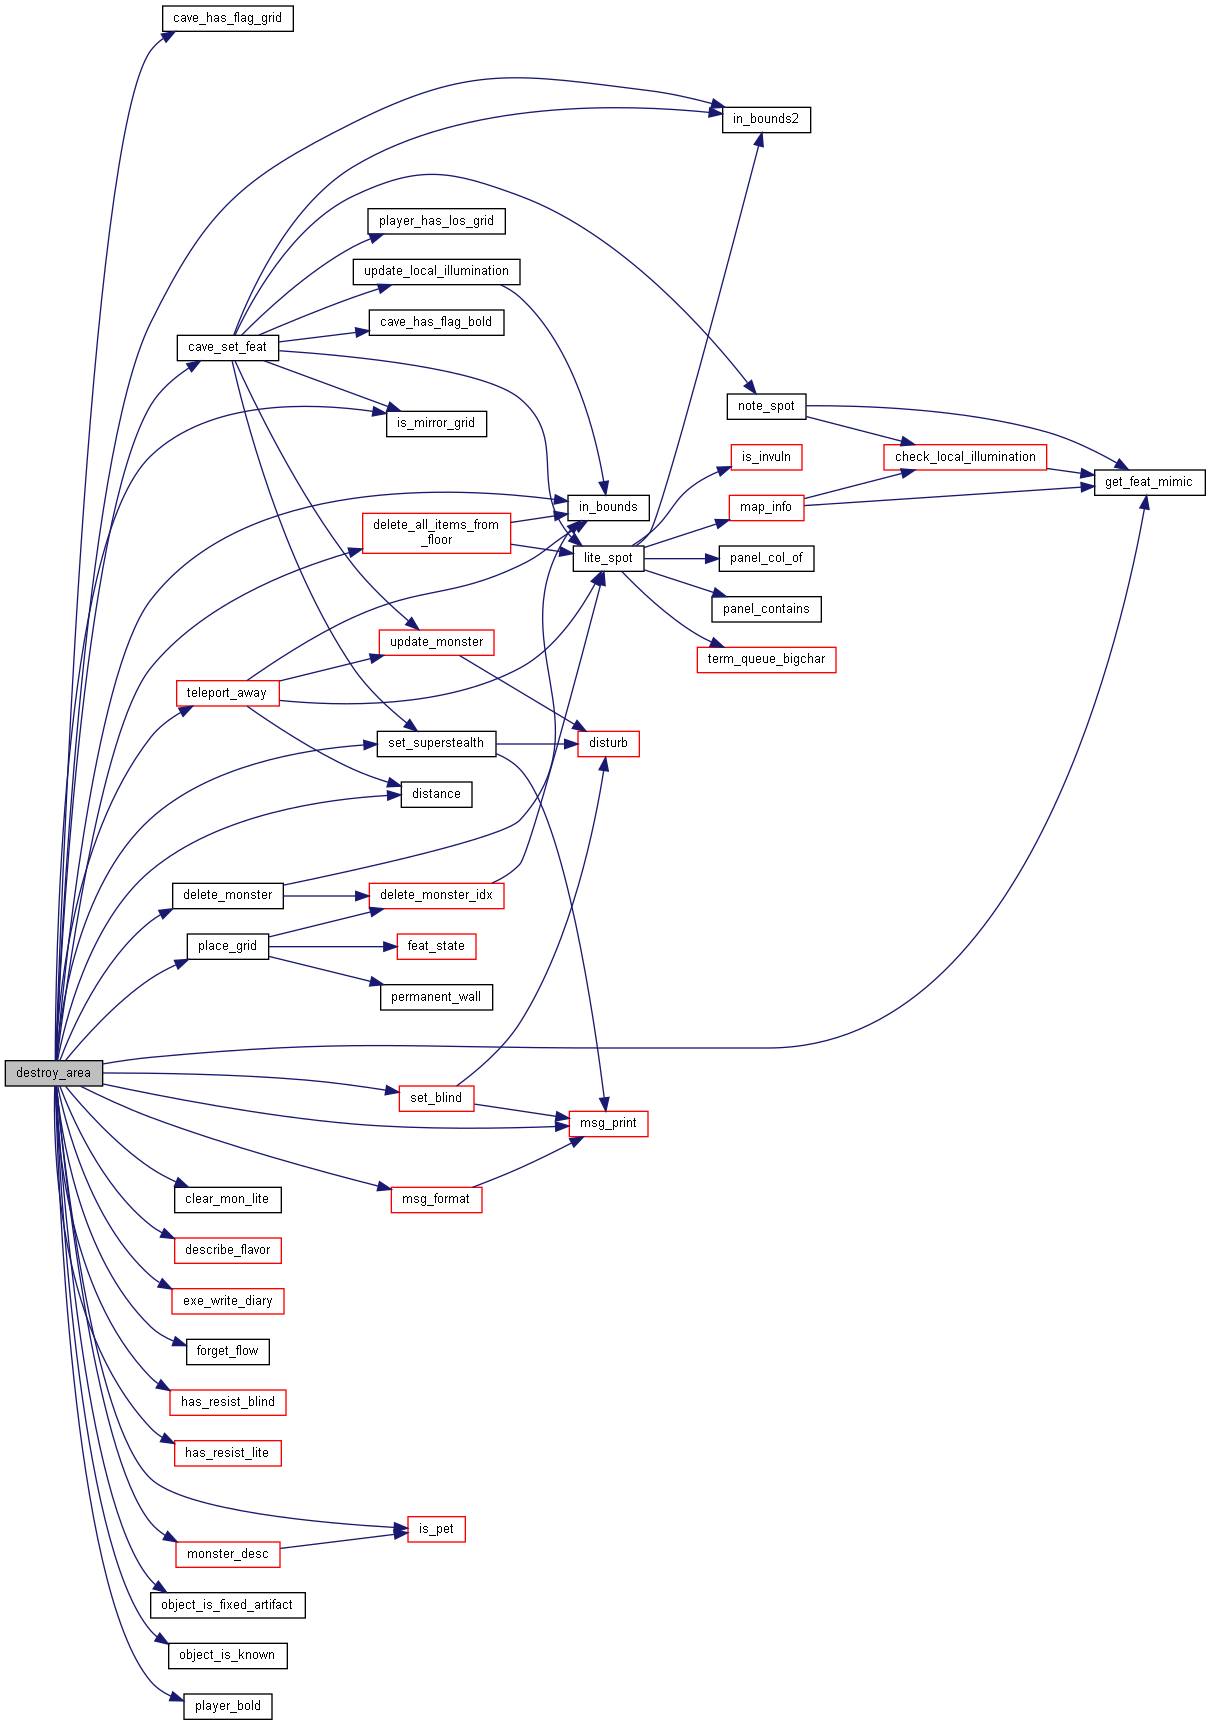 cave_has_flag_grid
in_bounds2
player_has_los_grid
update_local_illumination
cave_has_flag_bold
cave_set_feat
note_spot
is_mirror_grid
is_invuln
check_local_illumination
get_feat_mimic
in_bounds
map_info
delete_all_items_from
_floor
lite_spot
panel_col_of
panel_contains
update_monster
term_queue_bigchar
teleport_away
set_superstealth
disturb
distance
delete_monster
delete_monster_idx
place_grid
feat_state
permanent_wall
destroy_area
set_blind
msg_print
clear_mon_lite
msg_format
describe_flavor
exe_write_diary
forget_flow
has_resist_blind
has_resist_lite
is_pet
monster_desc
object_is_fixed_artifact
object_is_known
player_bold